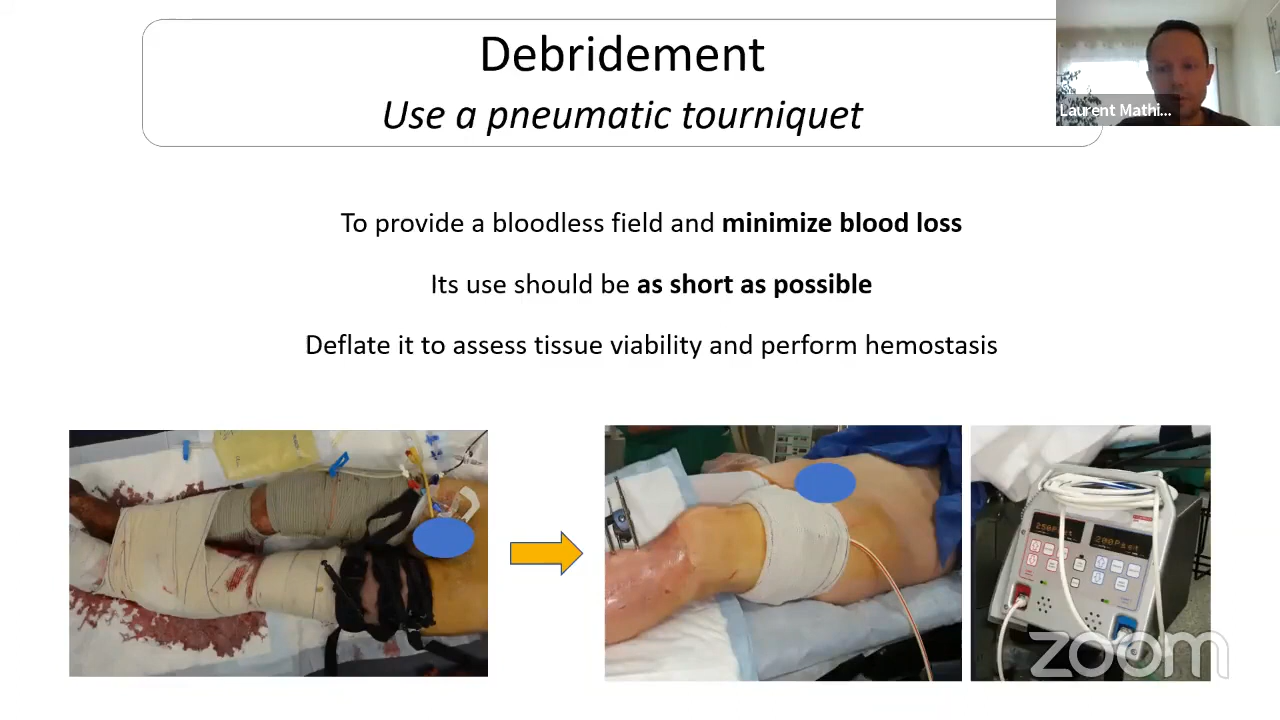 Debridement
Use a pneumatic tourniquet
Laurent Mathi...
To provide a bloodless field and minimize blood loss
Its use should be as short as possible
Deflate it to assess tissue viability and perform hemostasis
zoom